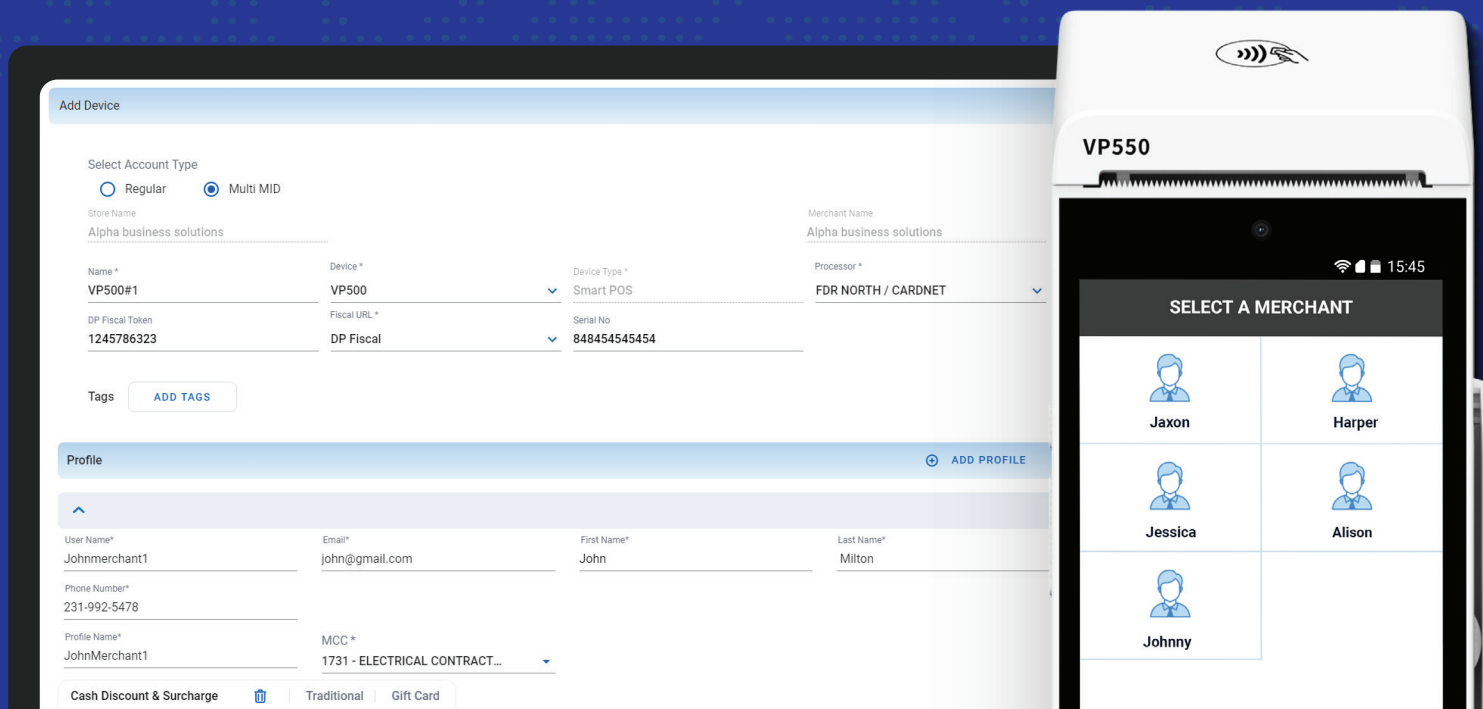 Add Device
Select Account Type
Regular Multi MID
Store Name Merchant Name
Alpha business solutions Alpha business solutions
Name * Device * Device Type * Processor *
VP500#1 VP500 Smart POS FDR NORTH / CARDNET
DP Fiscal Token Fiscal URL * Serial No
1245786323 DP Fiscal 848454545454
Tags ADD TAGS
Profile ADD PROFILE
User Name* Email* First Name* Last Name*
Johnmerchant1 john@gmail.com John Milton
Phone Number*
231-992-5478
Profile Name* MCC *
JohnMerchant1 1731 - ELECTRICAL CONTRACT...
Cash Discount & Surcharge Traditional Gift Card
VP550
15:45
SELECT A MERCHANT
Jaxon Harper
Jessica Alison
Johnny